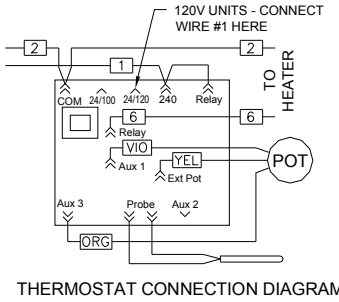 120V UNITS - CONNECT
WIRE #1 HERE
2
2
1
TO
HEATER
COM
24/100
24/120
240
Relay
6
6
Relay
VIO
Aux 1
YEL
POT
Ext Pot
Aux 3
Probe
Aux 2
ORG
THERMOSTAT CONNECTION DIAGRAM